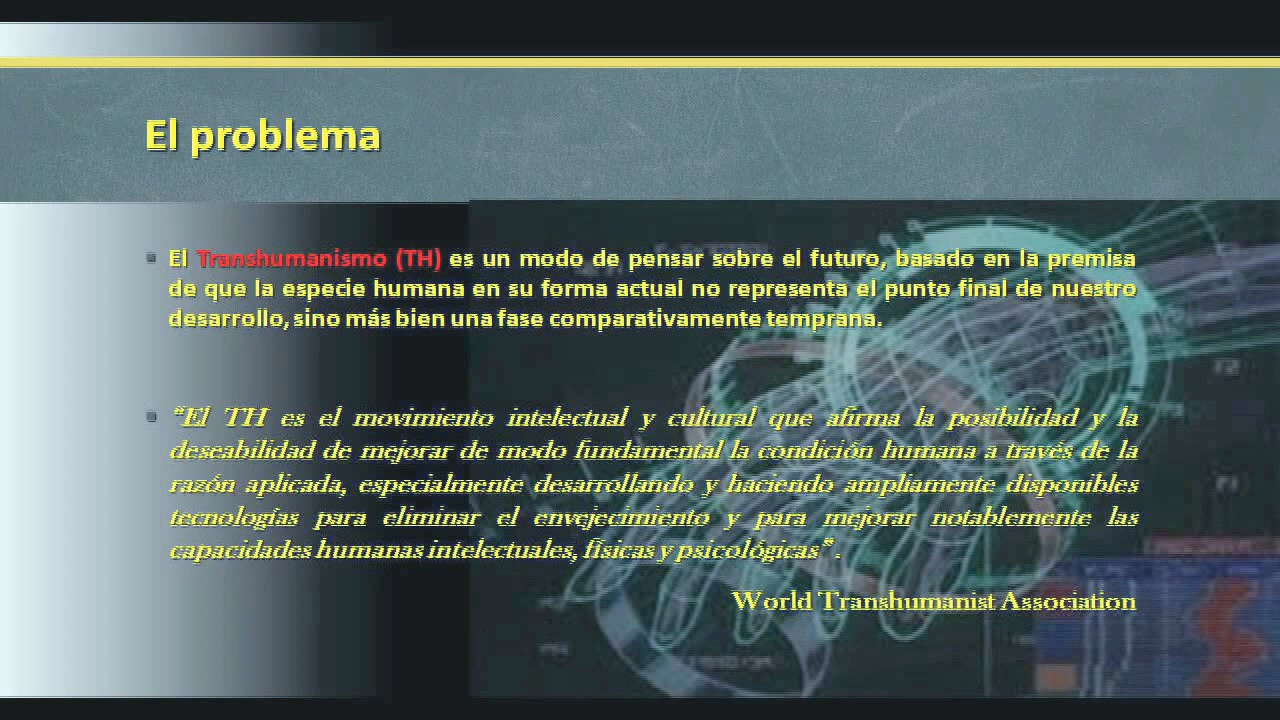 El problema
El Transhumanismo (TH) es un modo de pensar sobre el futuro, basado en la premisa
de que la especie humana en su forma actual no representa el punto final de nuestro
desarrollo, sino más bien una fase comparativamente temprana.
“El TH es el movimiento intelectual y cultural que afirma la posibilidad y la
deseabilidad de mejorar de modo fundamental la condición humana a través de la
razón aplicada, especialmente desarrollando y haciendo ampliamente disponibles
tecnologías para eliminar el envejecimiento y para mejorar notablemente las
capacidades humanas intelectuales, físicas y psicológicas” .
World Transhumanist Association